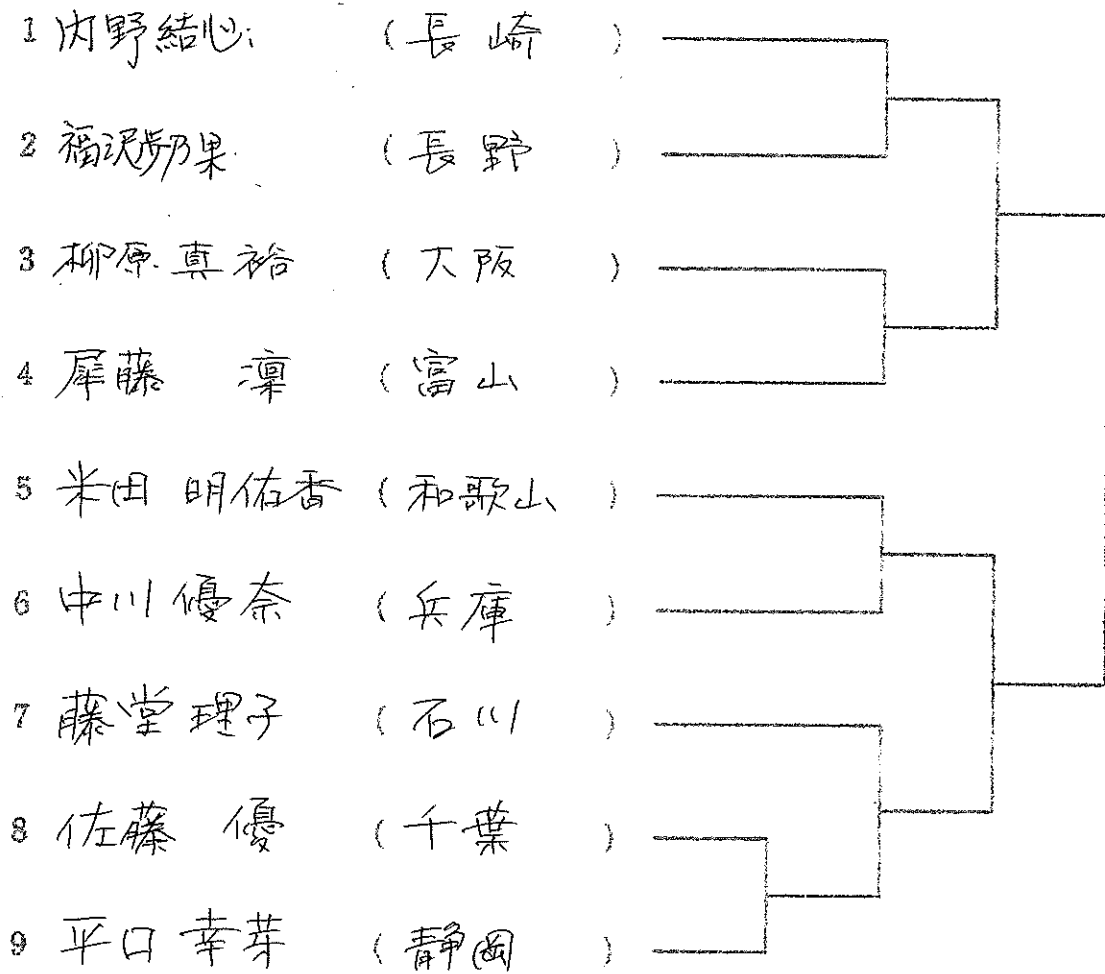 1 内野結心 (長崎)
2 福沢歩乃果 (長野)
3 柳原真裕 (大阪)
4 犀藤 凜 (富山)
5 米田 明佑香 (和歌山)
6 中川優奈 (兵庫)
7 藤堂理子 (石川)
8 佐藤 優 (千葉)
9 平口幸芽 (静岡)